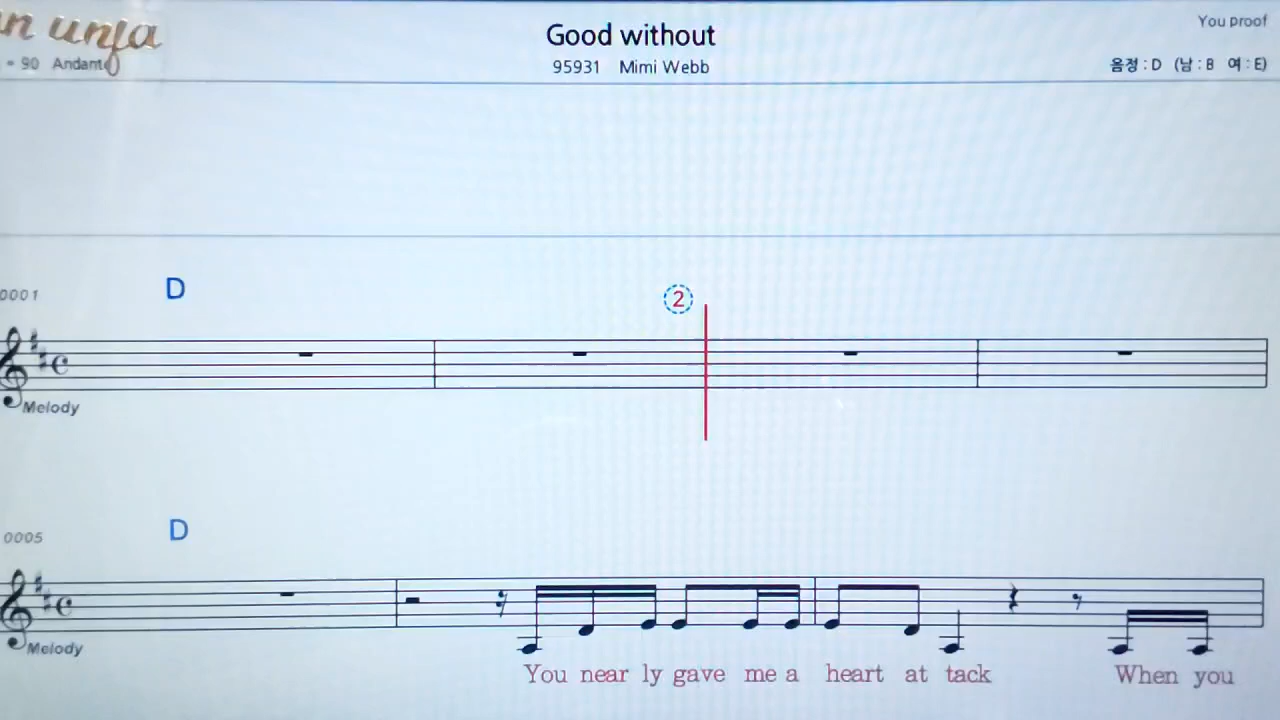 You proof
Good without
= 90 Andante
95931 Mimi Webb
음정 : D (남 : B 여 : E)
0001
D
2
Melody
0005
D
Melody
You near ly gave me a heart at tack When you